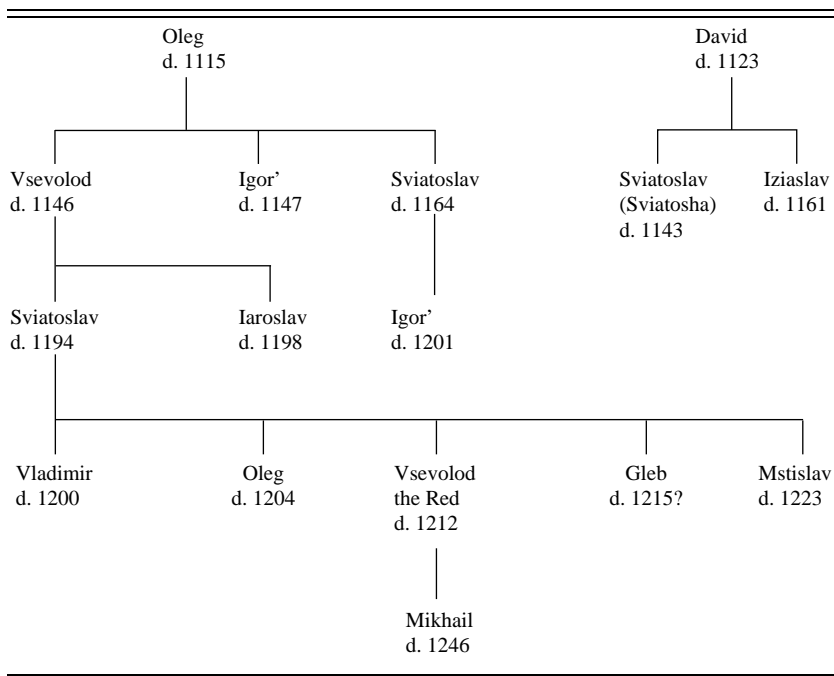 Oleg
d. 1115
David
d. 1123
Vsevolod
d. 1146
Igor’
d. 1147
Sviatoslav
d. 1164
Sviatoslav
(Sviatosha)
d. 1143
Iziaslav
d. 1161
Sviatoslav
d. 1194
Iaroslav
d. 1198
Igor’
d. 1201
Vladimir
d. 1200
Oleg
d. 1204
Vsevolod
the Red
d. 1212
Gleb
d. 1215?
Mstislav
d. 1223
Mikhail
d. 1246